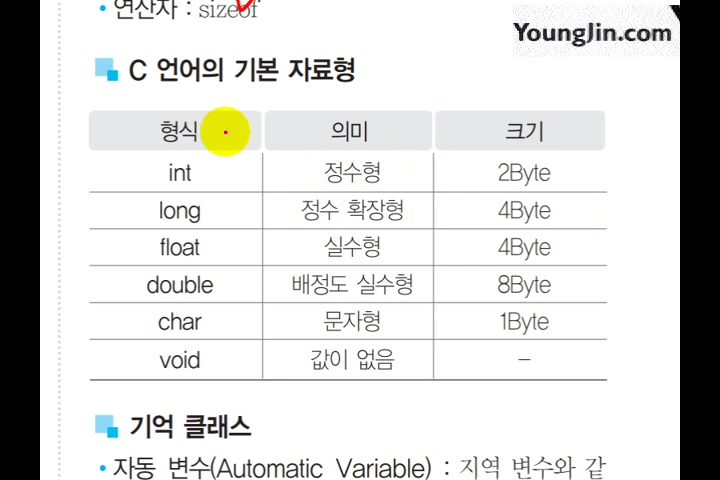 • 연산자 : sizeof
YoungJin.com
C 언어의 기본 자료형
형식 의미 크기
int 정수형 2Byte
long 정수 확장형 4Byte
float 실수형 4Byte
double 배정도 실수형 8Byte
char 문자형 1Byte
void 값이 없음 –
기억 클래스
• 자동 변수(Automatic Variable) : 지역 변수와 같